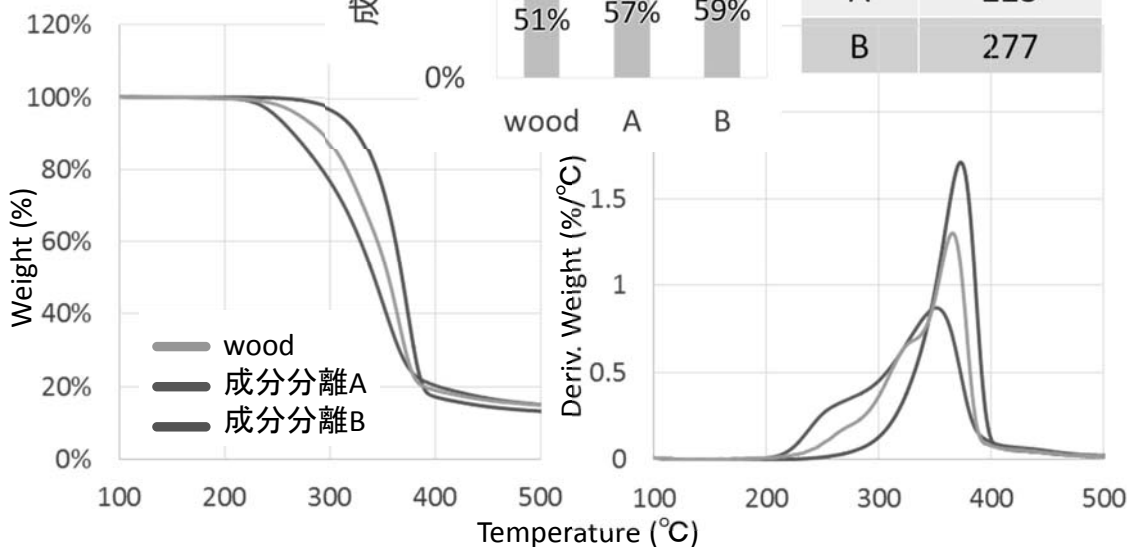 成
51%
57%
59%
0%
wood
A
B
B
277
120%
100%
80%
60%
40%
20%
0%
Weight (%)
wood
成分分離A
成分分離B
100
200
300
400
500
Deriv. Weight (%/℃)
1.5
1
0.5
0
100
200
300
400
500
Temperature (℃)